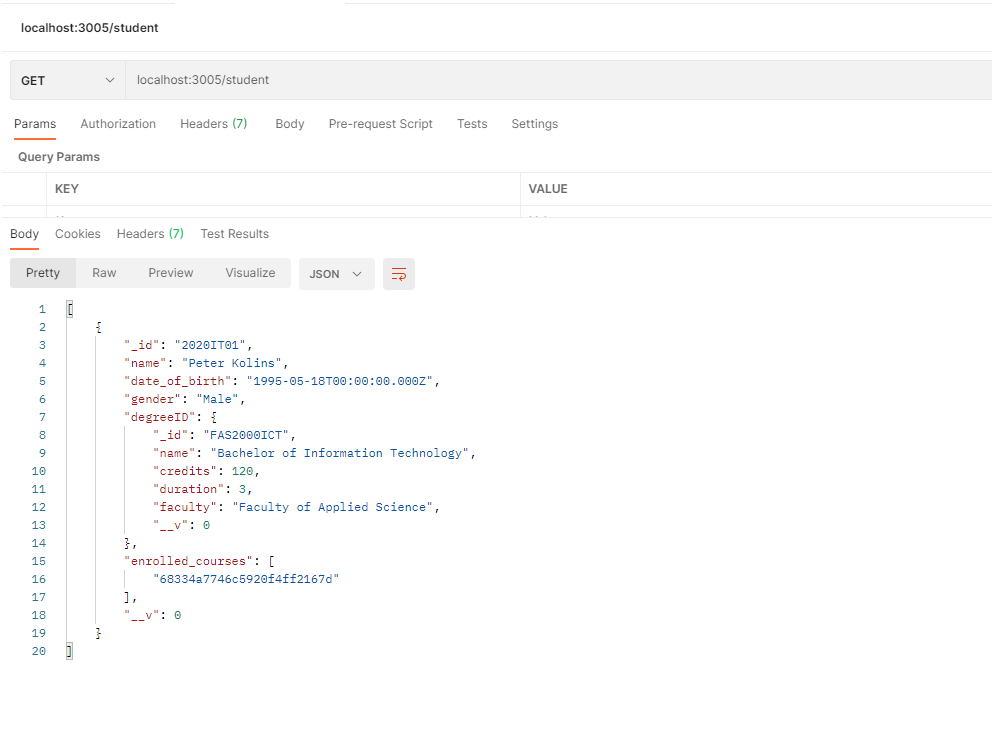 localhost:3005/student
GET localhost:3005/student
Params Authorization Headers (7) Body Pre-request Script Tests Settings
Query Params
KEY VALUE
Body Cookies Headers (7) Test Results
Pretty Raw Preview Visualize JSON
1 [
2 {
3 "_id": "2020IT01",
4 "name": "Peter Kolins",
5 "date_of_birth": "1995-05-18T00:00:00.000Z",
6 "gender": "Male",
7 "degreeID": {
8 "_id": "FAS2000ICT",
9 "name": "Bachelor of Information Technology",
10 "credits": 120,
11 "duration": 3,
12 "faculty": "Faculty of Applied Science",
13 "__v": 0
14 },
15 "enrolled_courses": [
16 "68334a7746c5920f4ff2167d"
17 ],
18 "__v": 0
19 }
20 ]